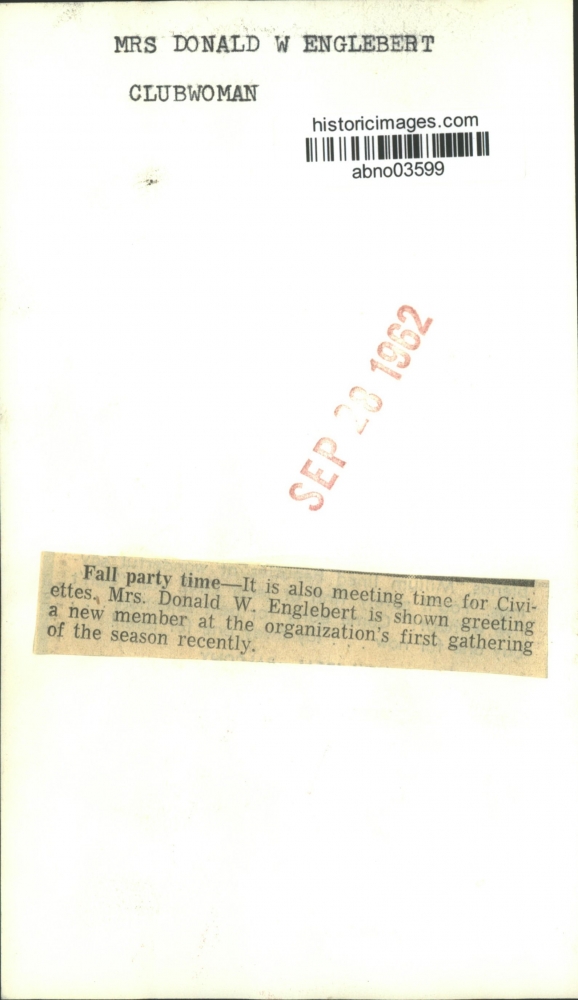 MRS DONALD W ENGLEBERT
CLUBWOMAN
historicimages.com
abno03599
SEP 28 1962
Fall party time—It is also meeting time for Civi-
ettes. Mrs. Donald W. Englebert is shown greeting
a new member at the organization's first gathering
of the season recently.